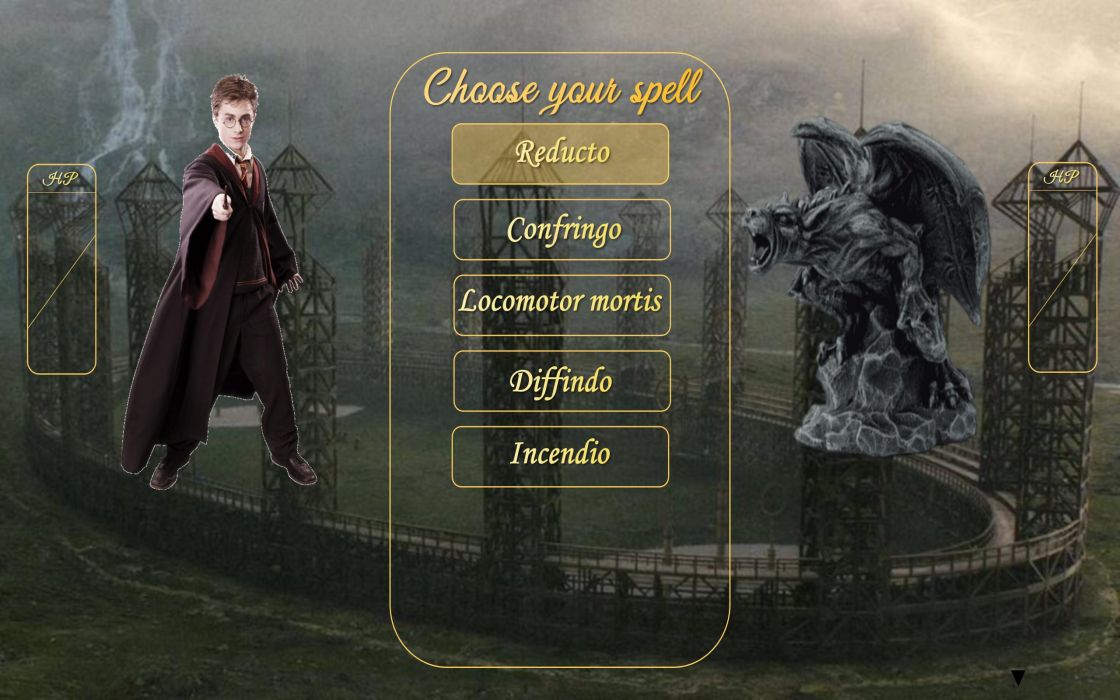 Choose your spell
HP
Reducto
HP
Confringo
Locomotor mortis
Diffindo
Incendio